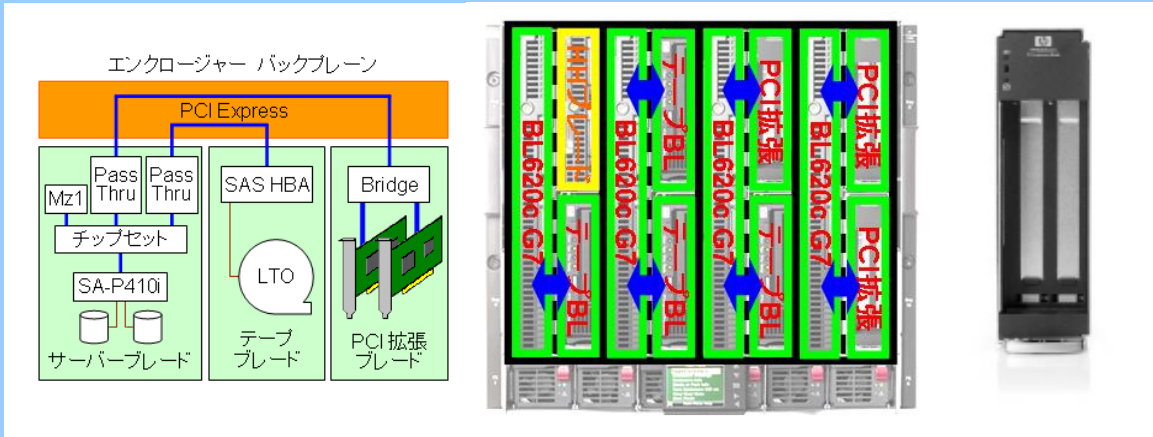 エンクロージャー バックプレーン
PCI Express
Mz1
Pass
Thru
Pass
Thru
チップセット
SA-P410i
サーバーブレード
SAS HBA
LTO
テープ
ブレード
Bridge
PCI 拡張
ブレード
BL620c G7
HHブレード
テープBL
BL620c G7
テープBL
テープBL
BL620c G7
PCI拡張
テープBL
BL620c G7
PCI拡張
PCI拡張
hp